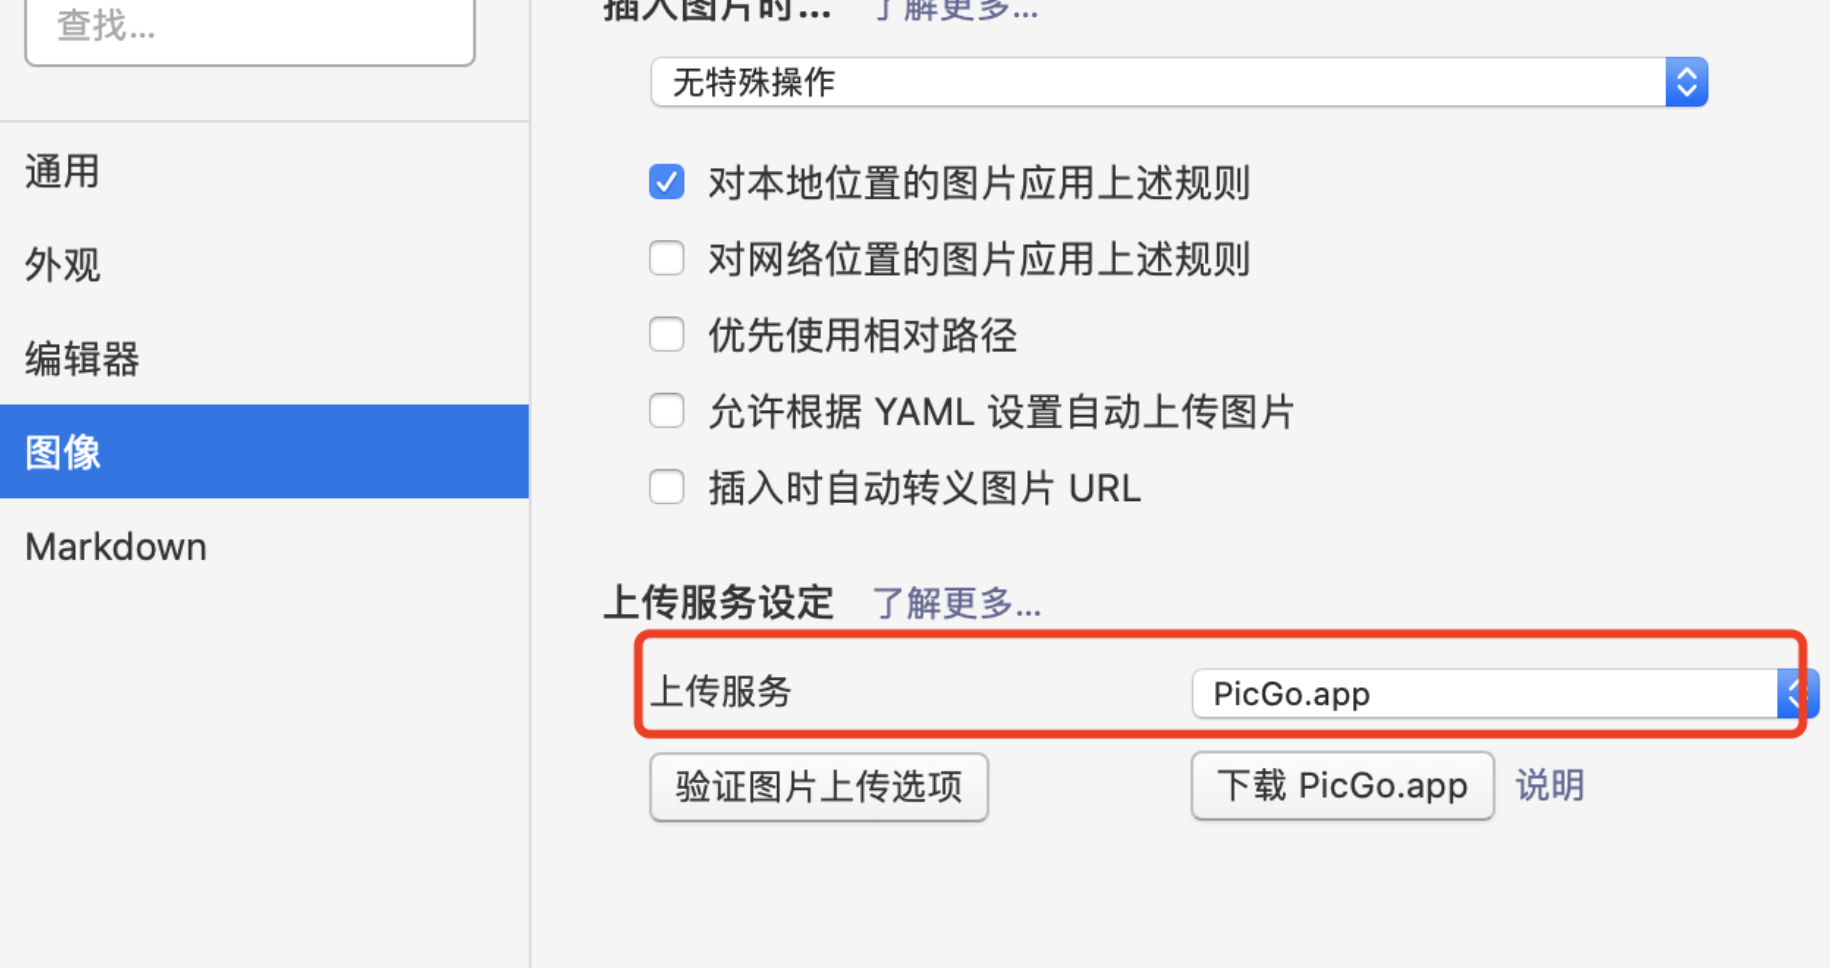 查找...
插入图片时... 了解更多...
无特殊操作
对本地位置的图片应用上述规则
对网络位置的图片应用上述规则
优先使用相对路径
允许根据 YAML 设置自动上传图片
插入时自动转义图片 URL
通用
外观
编辑器
图像
Markdown
上传服务设定 了解更多...
上传服务 PicGo.app
验证图片上传选项 下载 PicGo.app 说明